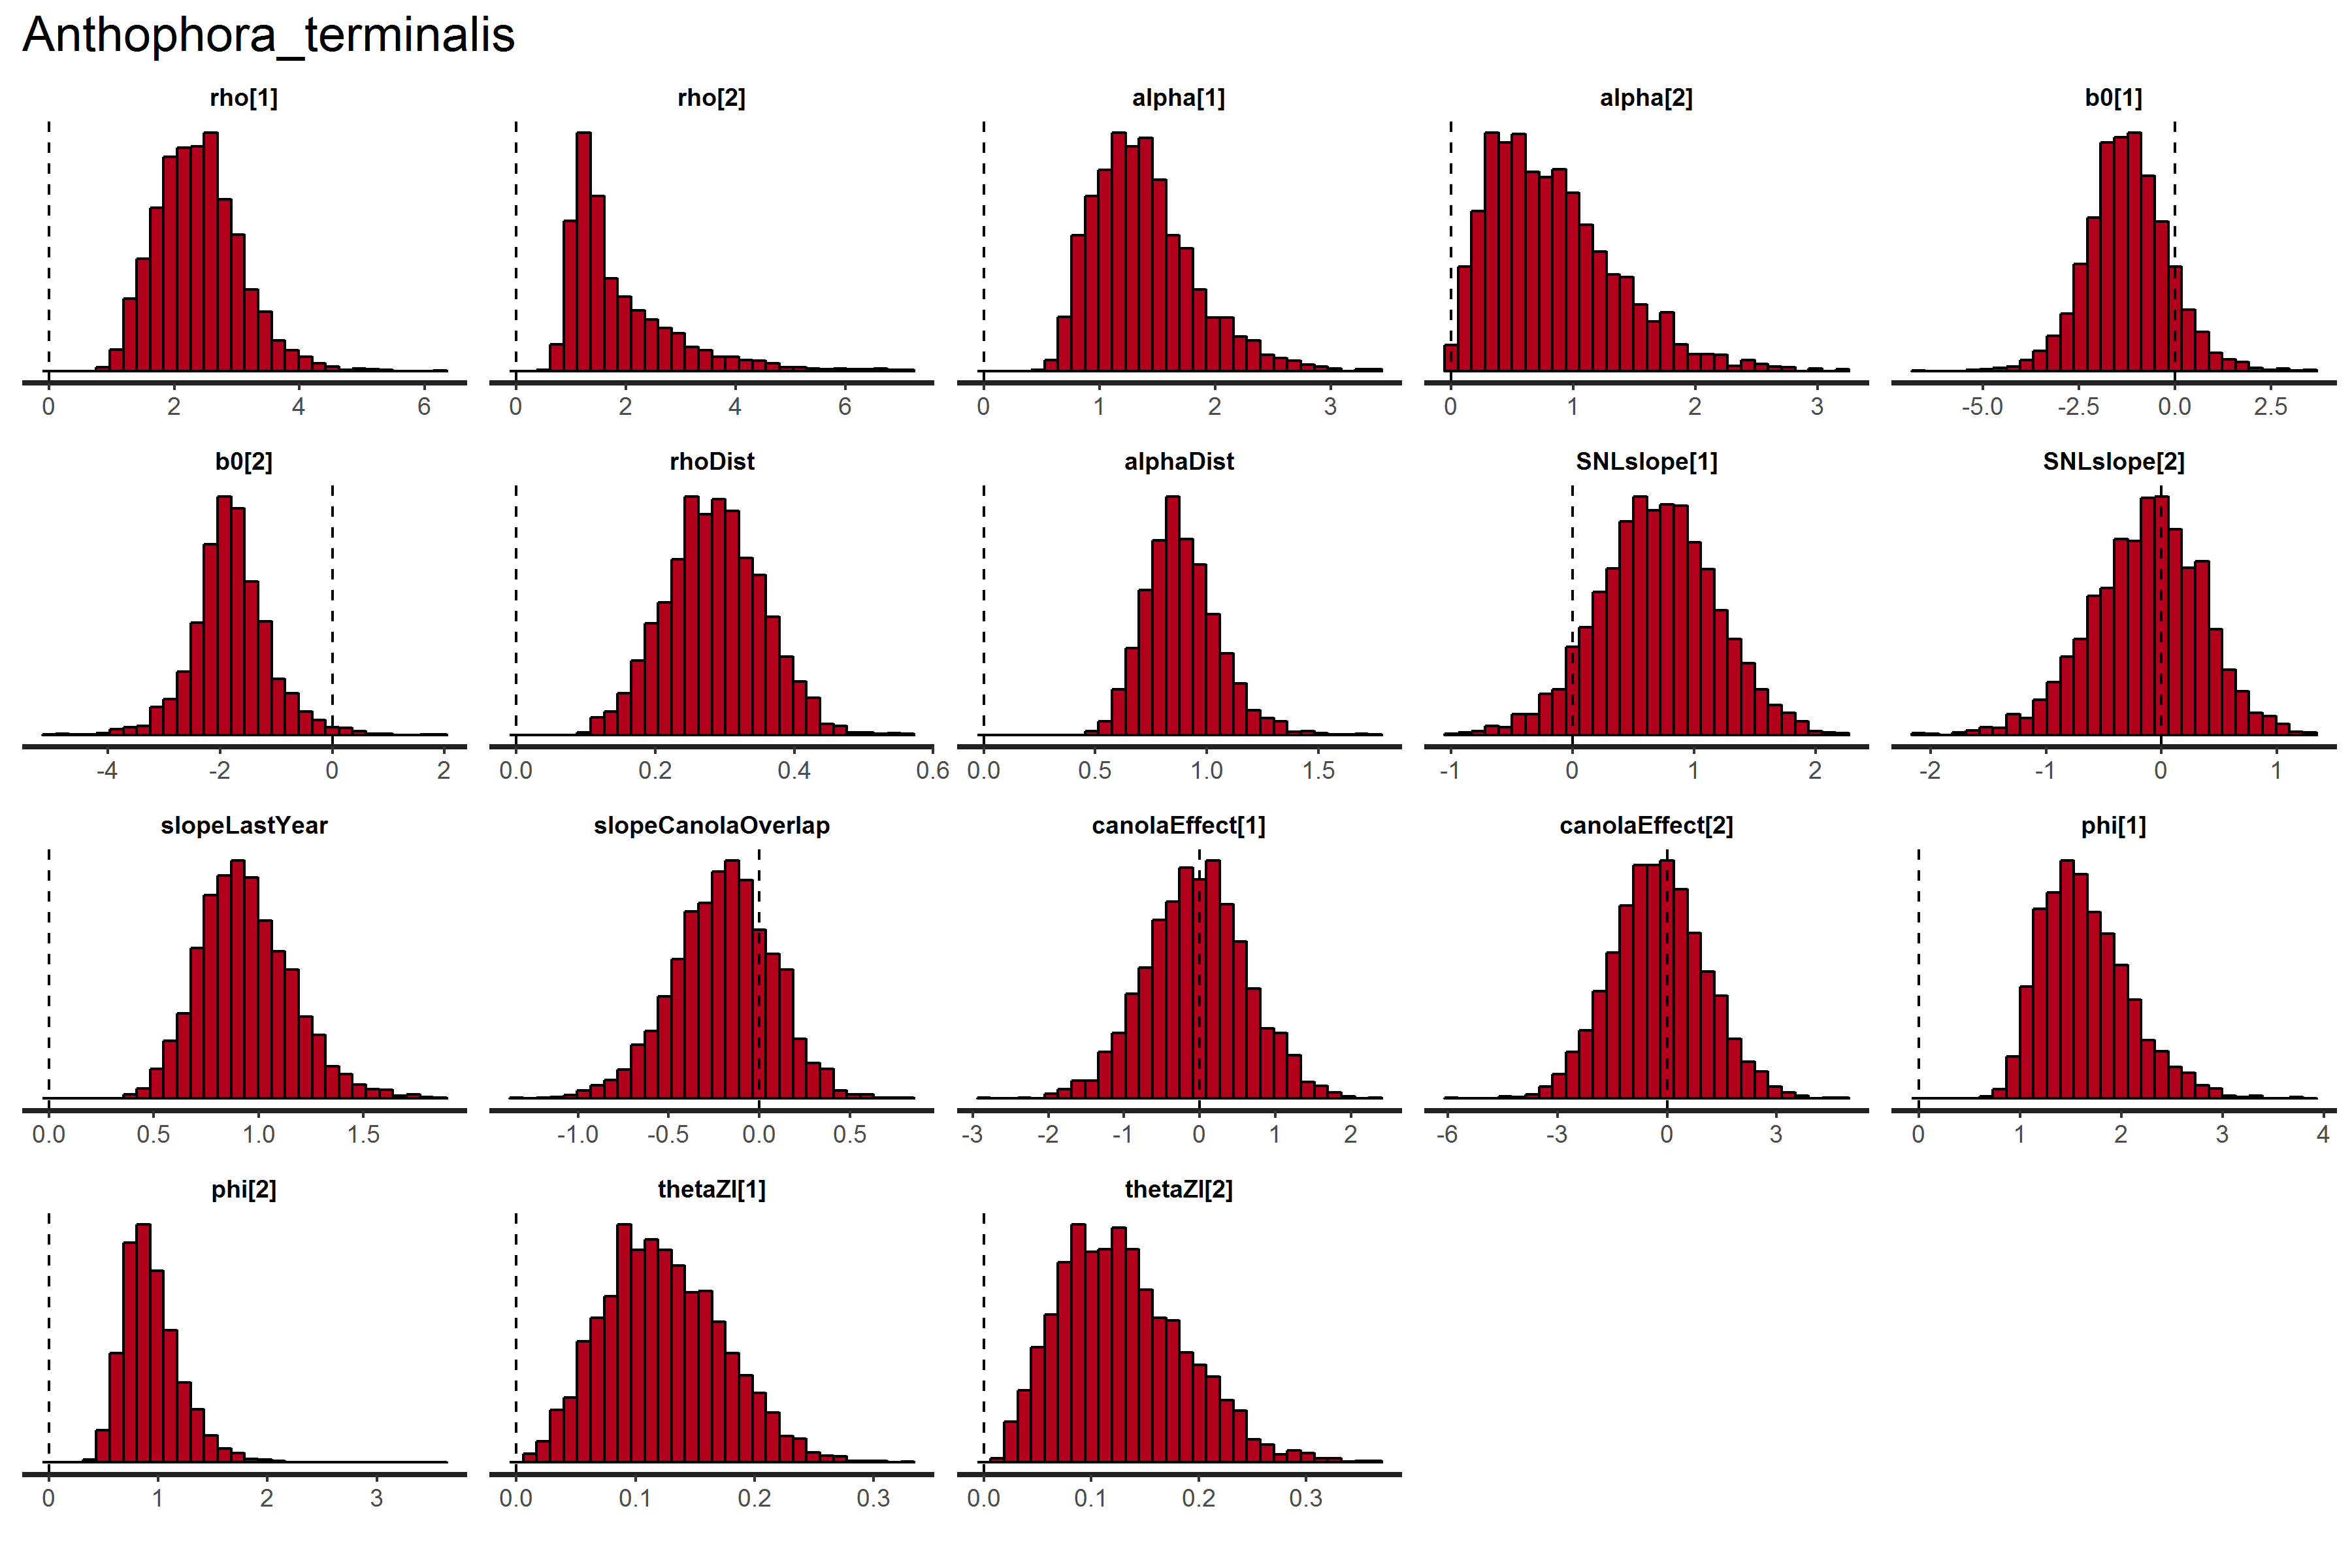 Anthophora_terminalis
rho[1] rho[2] alpha[1] alpha[2] b0[1]
0 2 4 6 0 2 4 6 0 1 2 3 0 1 2 3 -5.0 -2.5 0.0 2.5
b0[2] rhoDist alphaDist SNLslope[1] SNLslope[2]
-4 -2 0 2 0.0 0.2 0.4 0.6 0.0 0.5 1.0 1.5 -1 0 1 2 -2 -1 0 1
slopeLastYear slopeCanolaOverlap canolaEffect[1] canolaEffect[2] phi[1]
0.0 0.5 1.0 1.5 -1.0 -0.5 0.0 0.5 -3 -2 -1 0 1 2 -6 -3 0 3 0 1 2 3 4
phi[2] thetaZI[1] thetaZI[2]
0 1 2 3 0.0 0.1 0.2 0.3 0.0 0.1 0.2 0.3